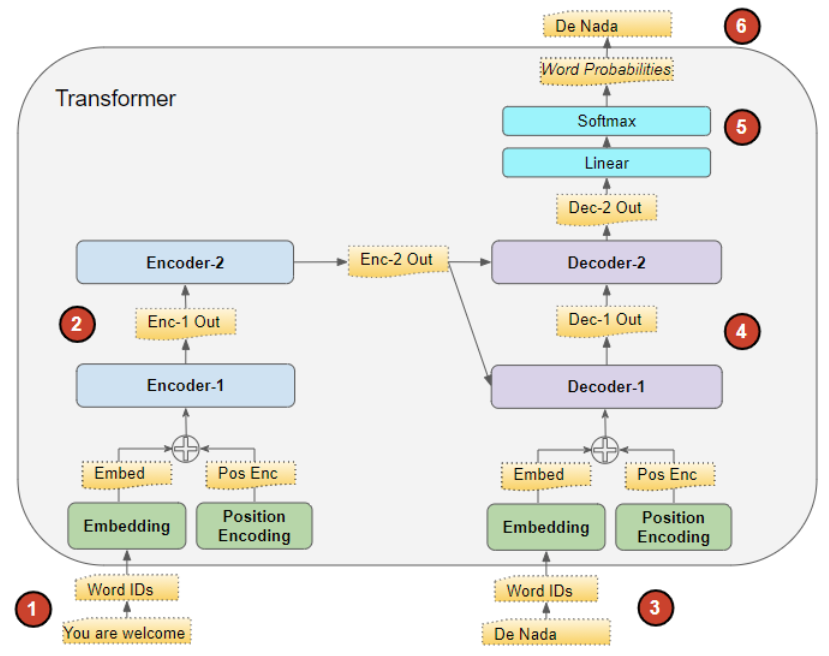 De Nada
6
Word Probabilities
Transformer
Softmax
5
Linear
Dec-2 Out
Encoder-2
Enc-2 Out
Decoder-2
2
Enc-1 Out
Dec-1 Out
4
Encoder-1
Decoder-1
Embed
Pos Enc
Embed
Pos Enc
Embedding
Position
Encoding
Embedding
Position
Encoding
1
Word IDs
You are welcome
Word IDs
3
De Nada